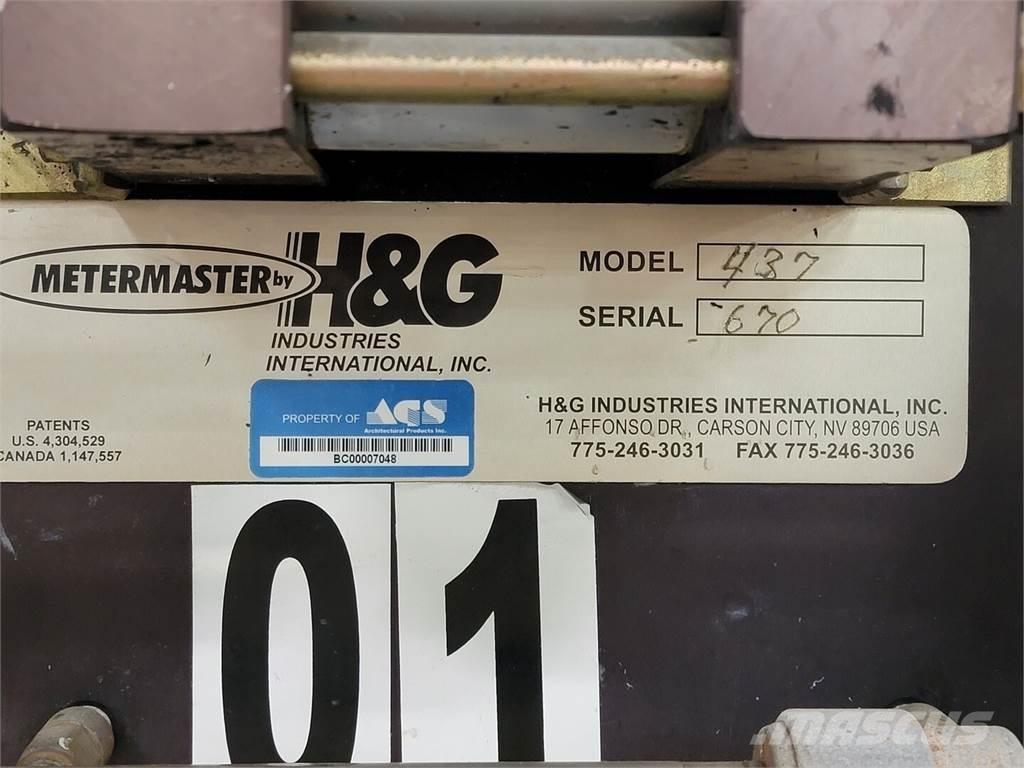 METERMASTER by H&G
INDUSTRIES
INTERNATIONAL, INC.
MODEL 437
SERIAL 670
PATENTS
U.S. 4,304,529
CANADA 1,147,557
PROPERTY OF AGS
Architectural Products Inc.
BC00007048
H&G INDUSTRIES INTERNATIONAL, INC.
17 AFFONSO DR., CARSON CITY, NV 89706 USA
775-246-3031 FAX 775-246-3036
01
MASCUS